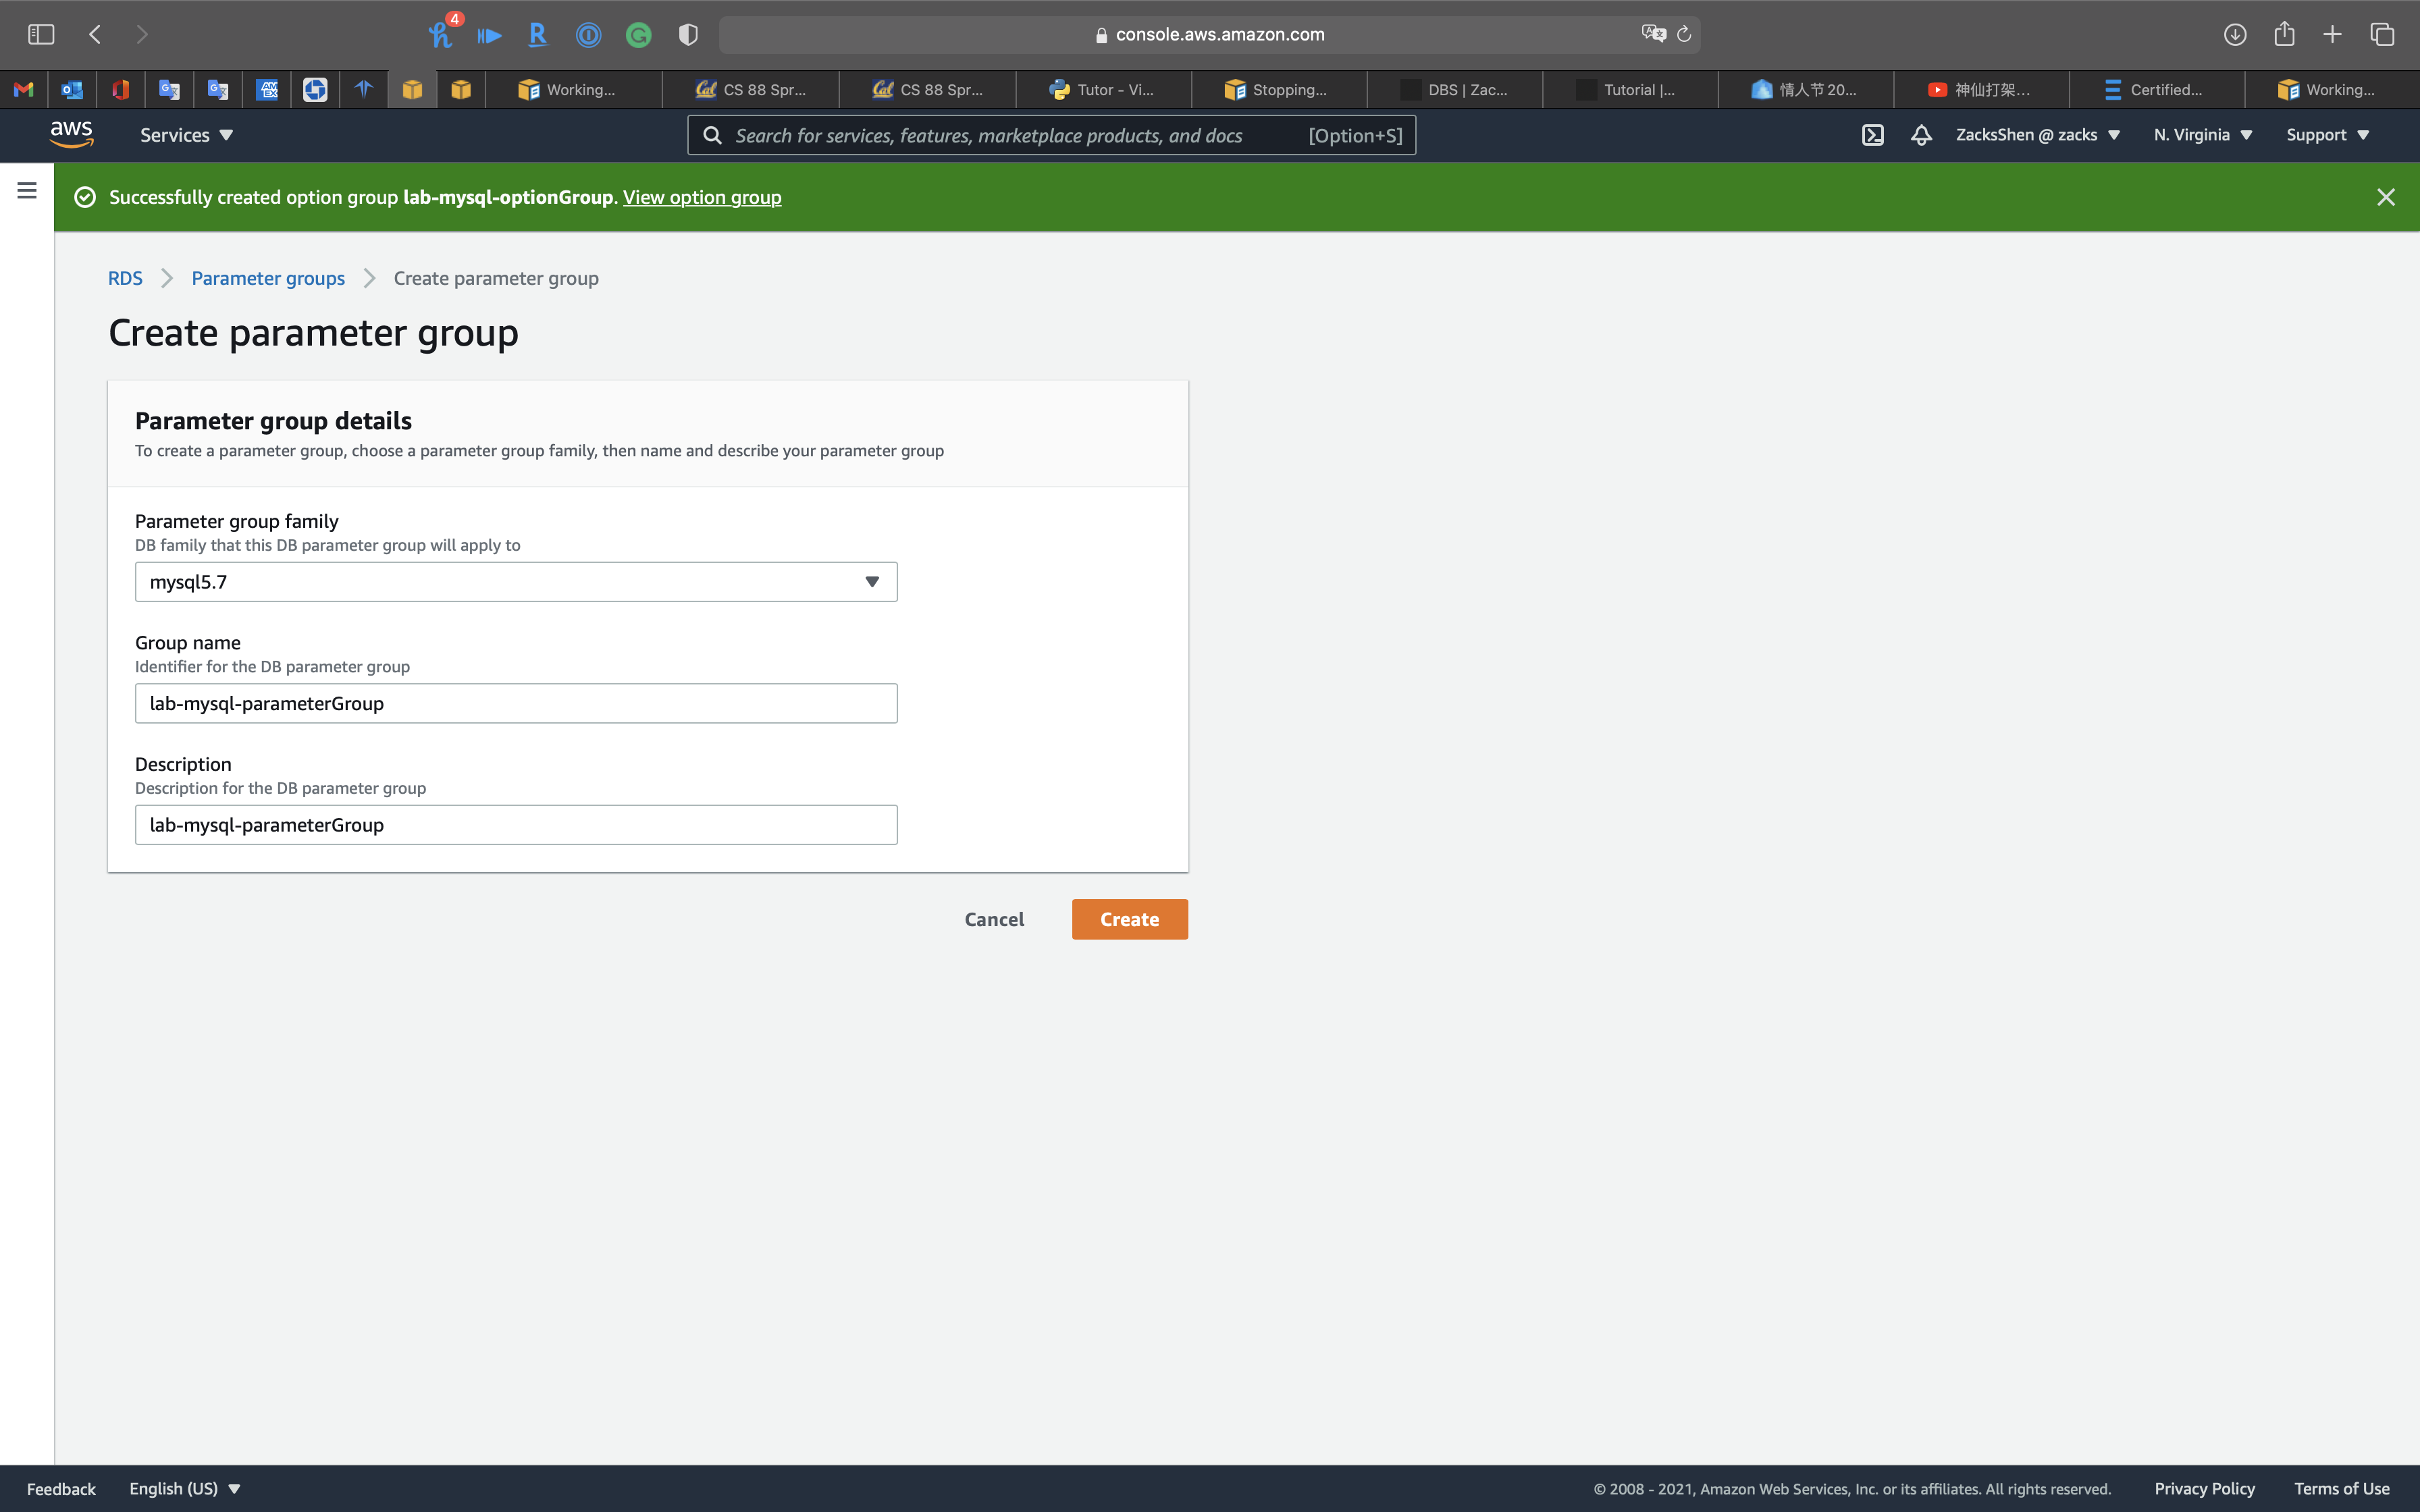 4
console.aws.amazon.com
Working...
CS 88 Spr...
CS 88 Spr...
Tutor - Vi...
Stopping...
DBS | Zac...
Tutorial |...
情人节 20...
神仙打架...
Certified...
Working...
aws
Services
Search for services, features, marketplace products, and docs [Option+S]
ZacksShen @ zacks
N. Virginia
Support
Successfully created option group lab-mysql-optionGroup. View option group
RDS > Parameter groups > Create parameter group
Create parameter group
Parameter group details
To create a parameter group, choose a parameter group family, then name and describe your parameter group
Parameter group family
DB family that this DB parameter group will apply to
mysql5.7
Group name
Identifier for the DB parameter group
lab-mysql-parameterGroup
Description
Description for the DB parameter group
lab-mysql-parameterGroup
Cancel
Create
Feedback
English (US)
© 2008 - 2021, Amazon Web Services, Inc. or its affiliates. All rights reserved.
Privacy Policy
Terms of Use